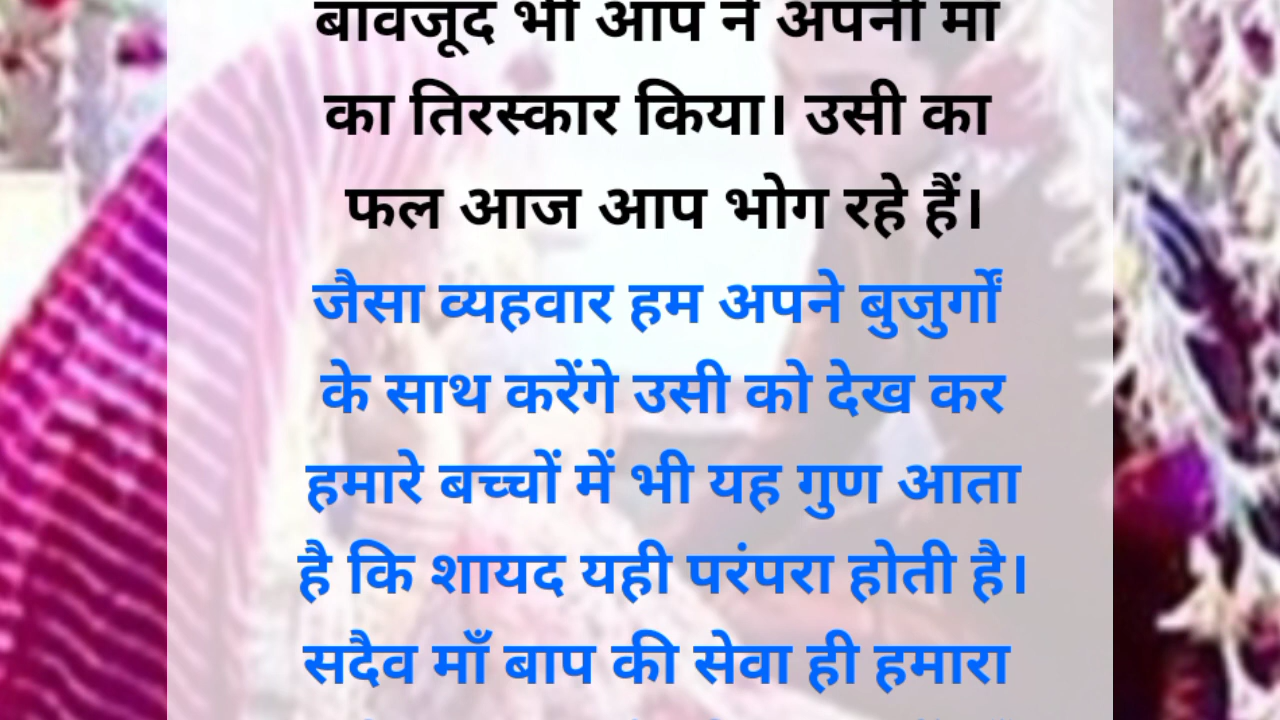 बावजूद भी आप ने अपनी माँ
का तिरस्कार किया। उसी का
फल आज आप भोग रहे हैं।
जैसा व्यहवार हम अपने बुजुर्गों
के साथ करेंगे उसी को देख कर
हमारे बच्चों में भी यह गुण आता
है कि शायद यही परंपरा होती है।
सदैव माँ बाप की सेवा ही हमारा